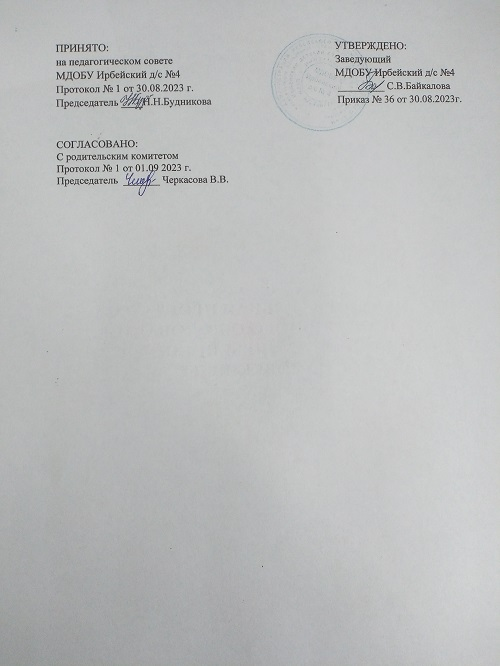 ПРИНЯТО:
на педагогическом совете
МДОБУ Ирбейский д/с №4
Протокол № 1 от 30.08.2023 г.
Председатель Н.Н.Будникова
УТВЕРЖДЕНО:
Заведующий
МДОБУ Ирбейский д/с №4
С.В.Байкалова
Приказ № 36 от 30.08.2023г.
СОГЛАСОВАНО:
С родительским комитетом
Протокол № 1 от 01.09 2023 г.
Председатель Черкасова В.В.